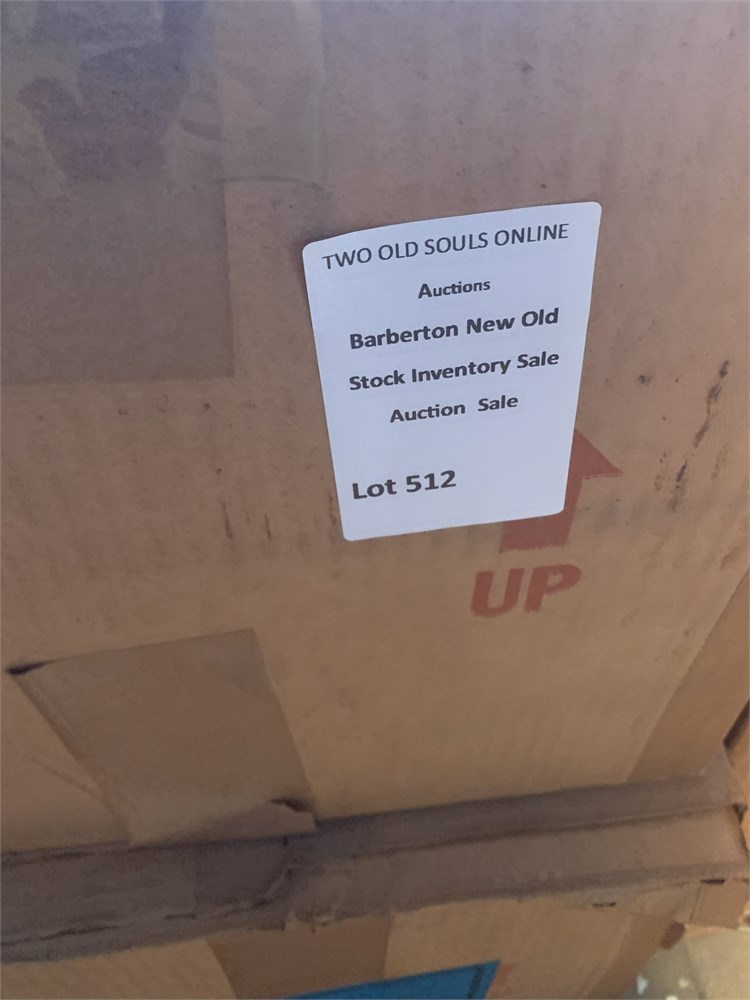 TWO OLD SOULS ONLINE
Auctions
Barberton New Old
Stock Inventory Sale
Auction Sale
Lot 512
UP